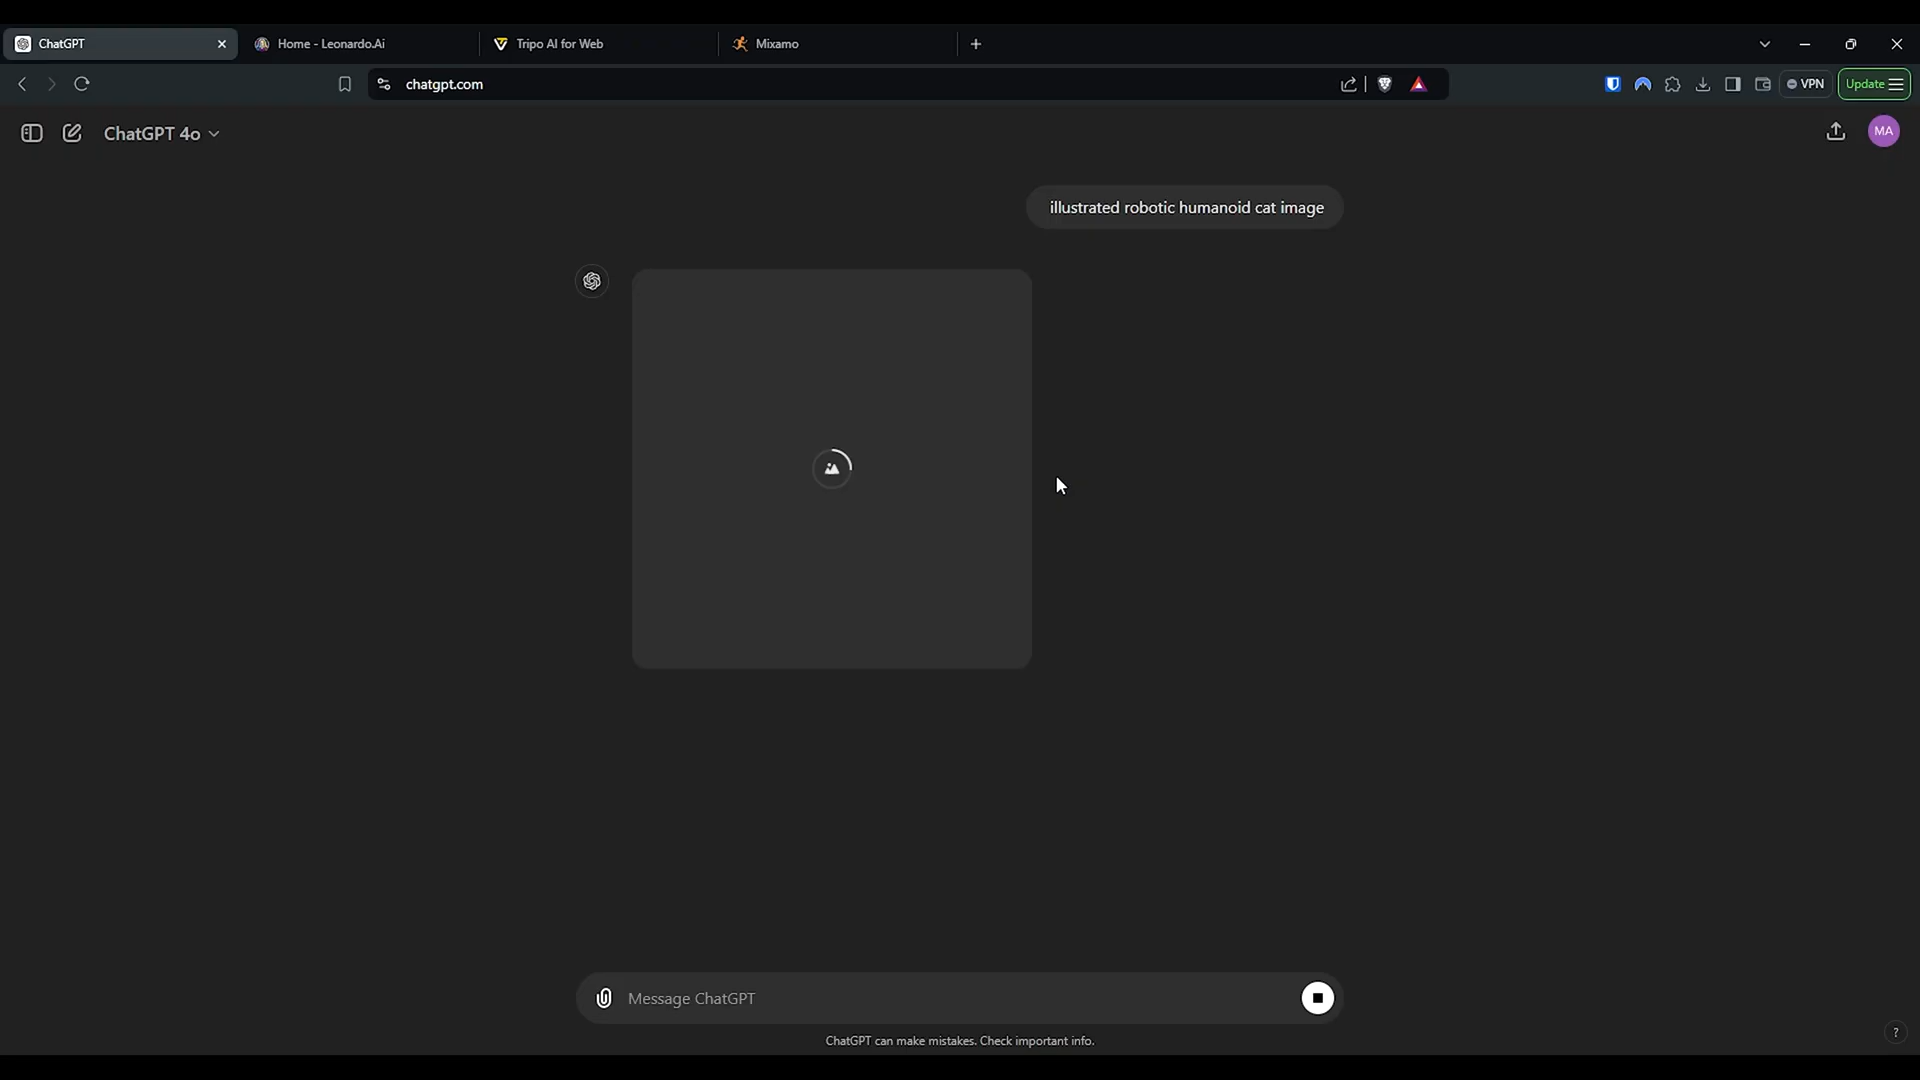 ChatGPT
Home - Leonardo.Ai
Tripo AI for Web
Mixamo
chatgpt.com
VPN
Update
ChatGPT 4o
MA
illustrated robotic humanoid cat image
Message ChatGPT
ChatGPT can make mistakes. Check important info.
?